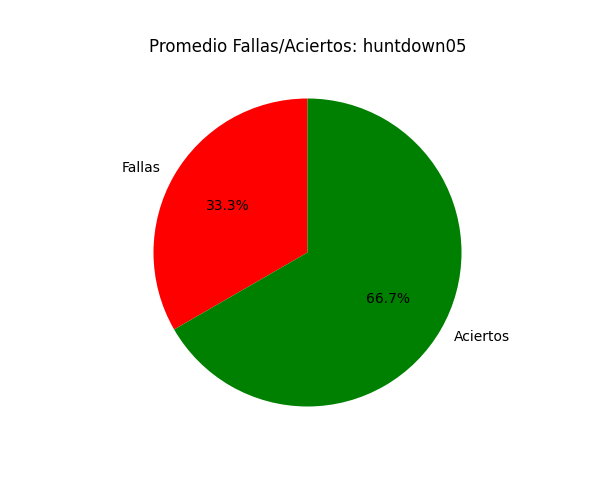 Promedio Fallas/Aciertos: huntdown05
Fallas
33.3%
66.7%
Aciertos